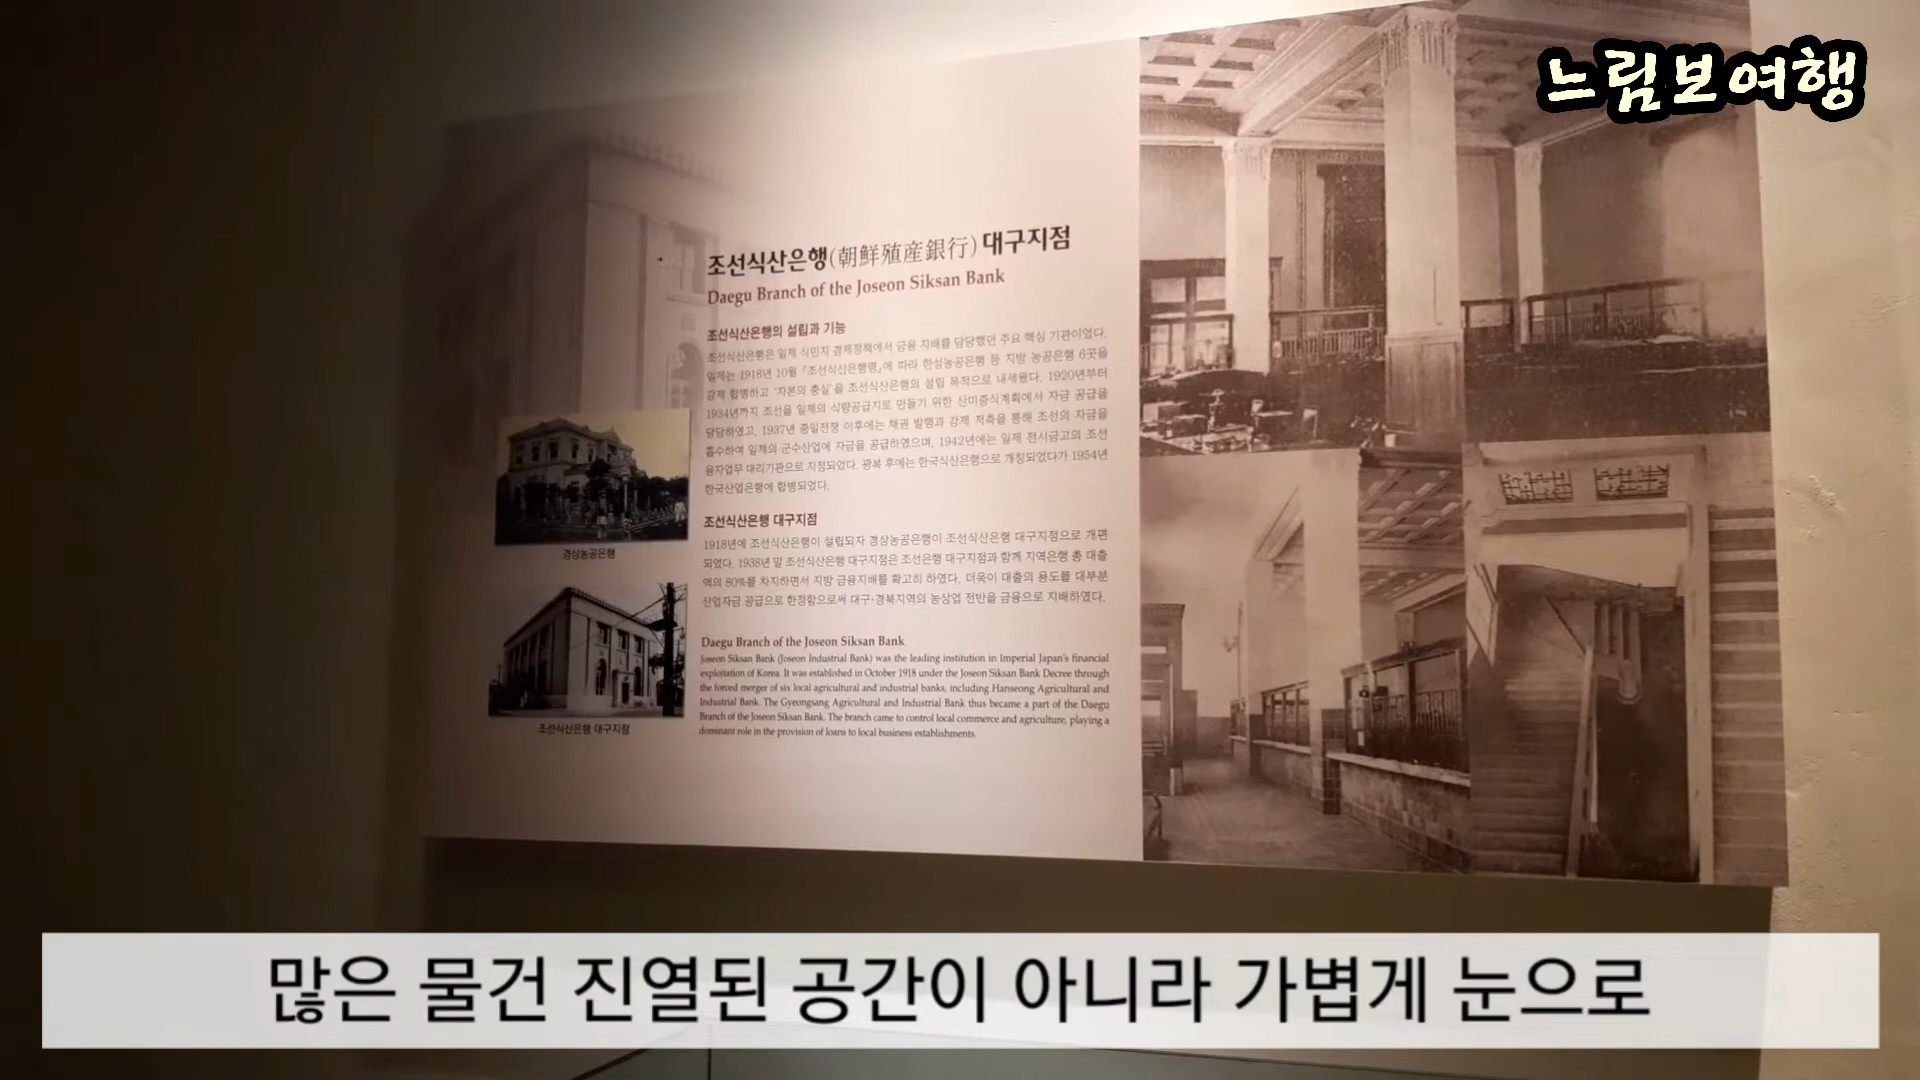 느림보여행
조선식산은행(朝鮮殖産銀行) 대구지점
Daegu Branch of the Joseon Siksan Bank
조선식산은행의 설립과 기능
조선식산은행은 일제 식민지 경제정책에서 금융 지배를 담당했던 주요 핵심 기관이었다.
일제는 1918년 10월 「조선식산은행령」에 따라 한성농공은행 등 지방 농공은행 6곳을
강제 합병하고 '자본의 충실'을 조선식산은행의 설립 목적으로 내세웠다. 1920년부터
1934년까지 조선을 일제의 식량공급지로 만들기 위한 산미증식계획에서 자금 공급을
담당하였고, 1937년 중일전쟁 이후에는 채권 발행과 강제 저축을 통해 조선의 자금을
흡수하여 일제의 군수산업에 자금을 공급하였으며, 1942년에는 일제 전시금고의 조선
융자업무 대리기관으로 지정되었다. 광복 후에는 한국식산은행으로 개칭되었다가 1954년
한국산업은행에 합병되었다.
경상농공은행
조선식산은행 대구지점
1918년에 조선식산은행이 설립되자 경상농공은행이 조선식산은행 대구지점으로 개편
되었다. 1938년 말 조선식산은행 대구지점은 조선은행 대구지점과 함께 지역은행 총 대출
액의 80%를 차지하면서 지방 금융지배를 확고히 하였다. 더욱이 대출의 용도를 대부분
산업자금 공급으로 한정함으로써 대구·경북지역의 농상업 전반을 금융으로 지배하였다.
조선식산은행 대구지점
Daegu Branch of the Joseon Siksan Bank
Joseon Siksan Bank (Joseon Industrial Bank) was the leading institution in Imperial Japan's financial
exploitation of Korea. It was established in October 1918 under the Joseon Siksan Bank Decree through
the forced merger of six local agricultural and industrial banks, including Hanseong Agricultural and
Industrial Bank. The Gyeongsang Agricultural and Industrial Bank thus became a part of the Daegu
Branch of the Joseon Siksan Bank. The branch came to control local commerce and agriculture, playing a
dominant role in the provision of loans to local business establishments.
많은 물건 진열된 공간이 아니라 가볍게 눈으로